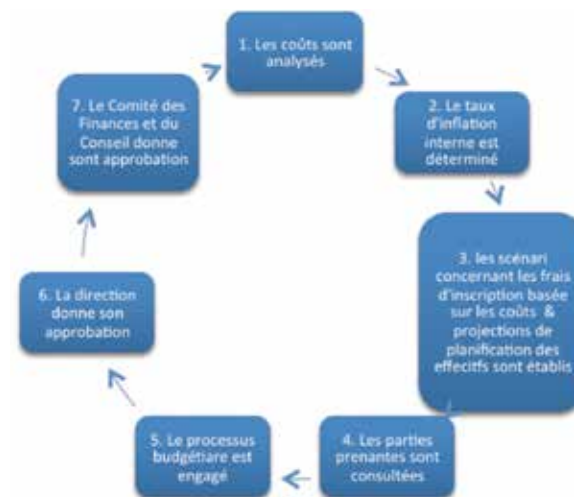 1. Les coûts sont
analysés
2. Le taux
d'inflation
interne est
déterminé
3. les scénari
concernant les frais
d'inscription basée
sur les coûts &
projections de
planification des
effecitfs sont établis
4. Les parties
prenantes sont
consultées
5. Le processus
budgétiare est
engagé
6. La direction
donne son
approbation
7. Le Comité des
Finances et du
Conseil donne
sont approbation